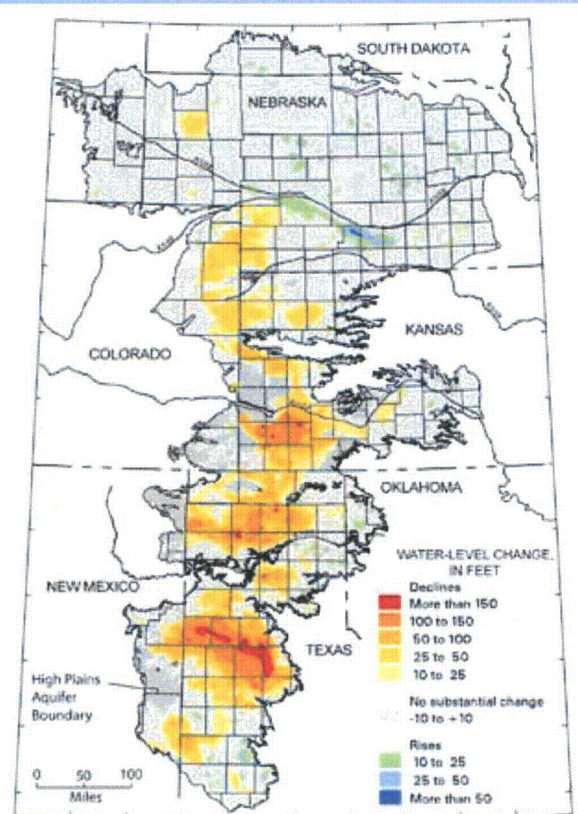 SOUTH DAKOTA
NEBRASKA
KANSAS
COLORADO
OKLAHOMA
NEW MEXICO
TEXAS
High Plains
Aquifer
Boundary
0 50 100
Miles
WATER-LEVEL CHANGE,
IN FEET
Declines
More than 150
100 to 150
50 to 100
25 to 50
10 to 25
No substantial change
-10 to +10
Rises
10 to 25
25 to 50
More than 50